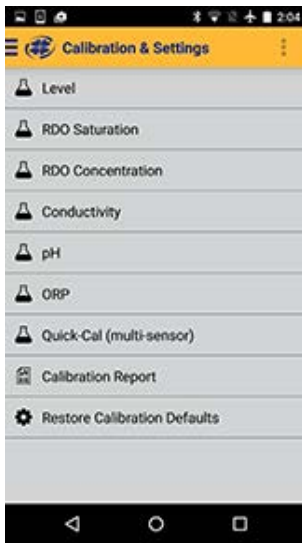 2:04
Calibration & Settings
Level
RDO Saturation
RDO Concentration
Conductivity
pH
ORP
Quick-Cal (multi-sensor)
Calibration Report
Restore Calibration Defaults